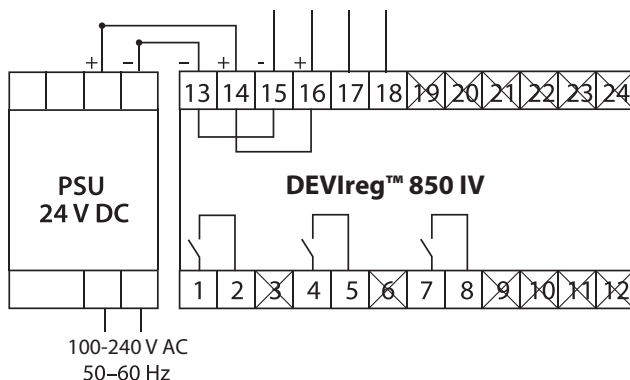 + – – + - +
13 14 15 16 17 18 19 20 21 22 23 24
PSU
24 V DC
DEVIreg™ 850 IV
1 2 3 4 5 6 7 8 9 10 11 12
100-240 V AC
50–60 Hz